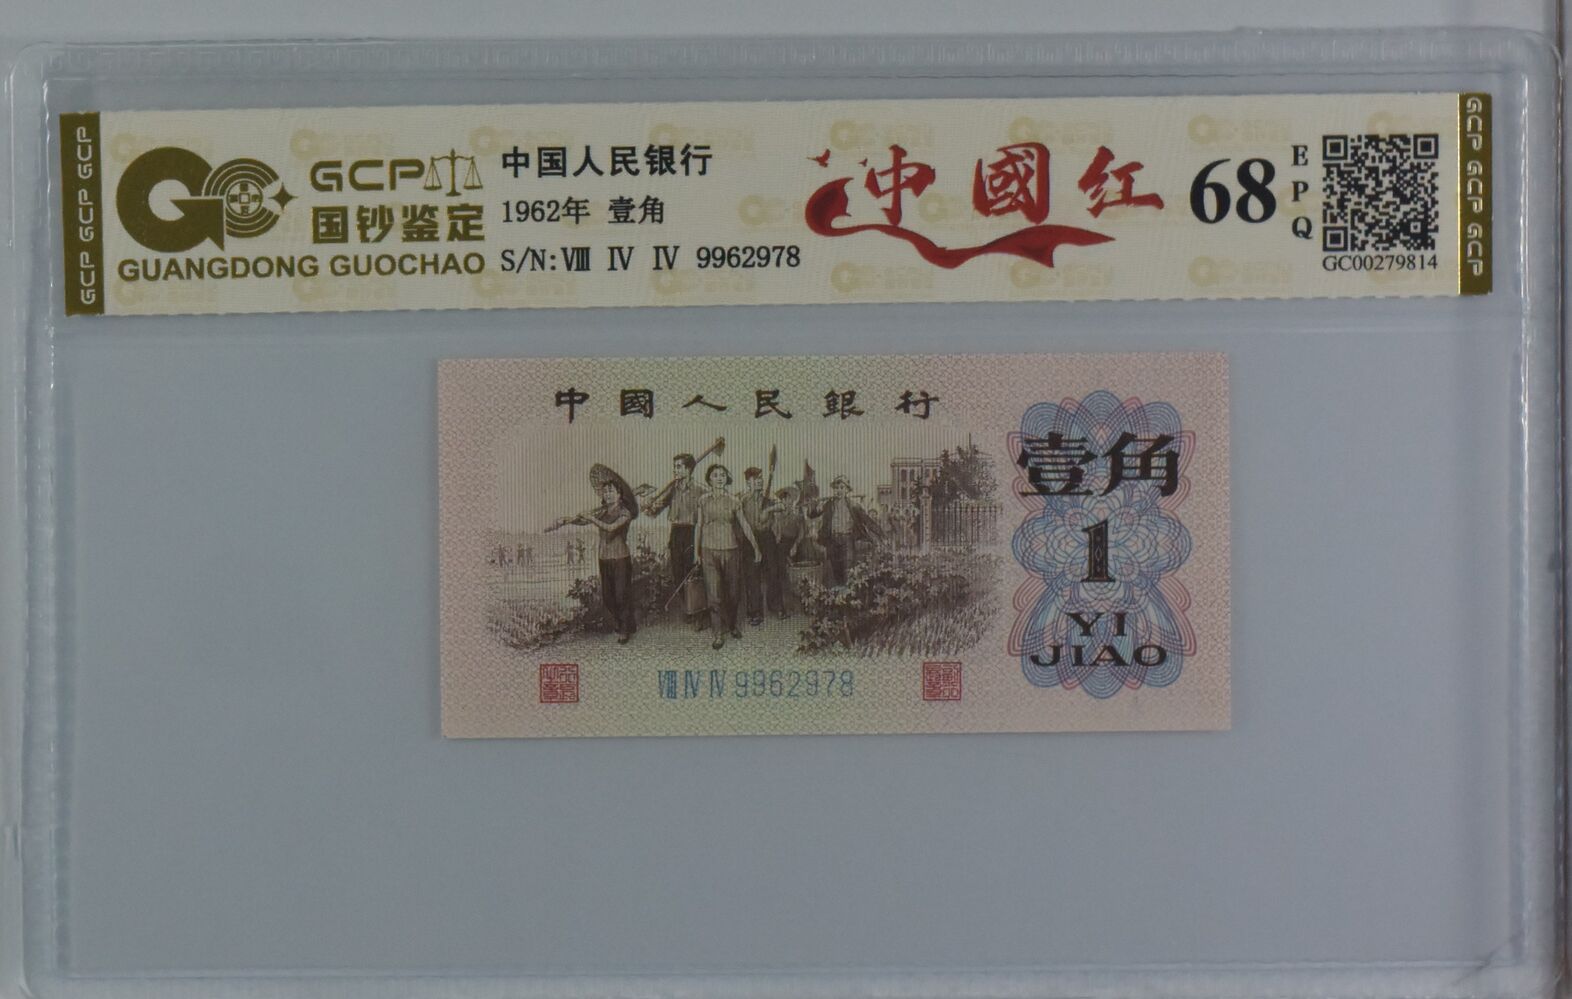 GCP GCP GCP
GCP
国钞鉴定
GUANGDONG GUOCHAO
中国人民银行
1962年 壹角
S/N:Ⅷ Ⅳ Ⅳ 9962978
中國红
68
EPQ
GC00279814
GCP GCP GCP
中國人民銀行
壹角
1
YI
JIAO
Ⅷ Ⅳ Ⅳ 9962978